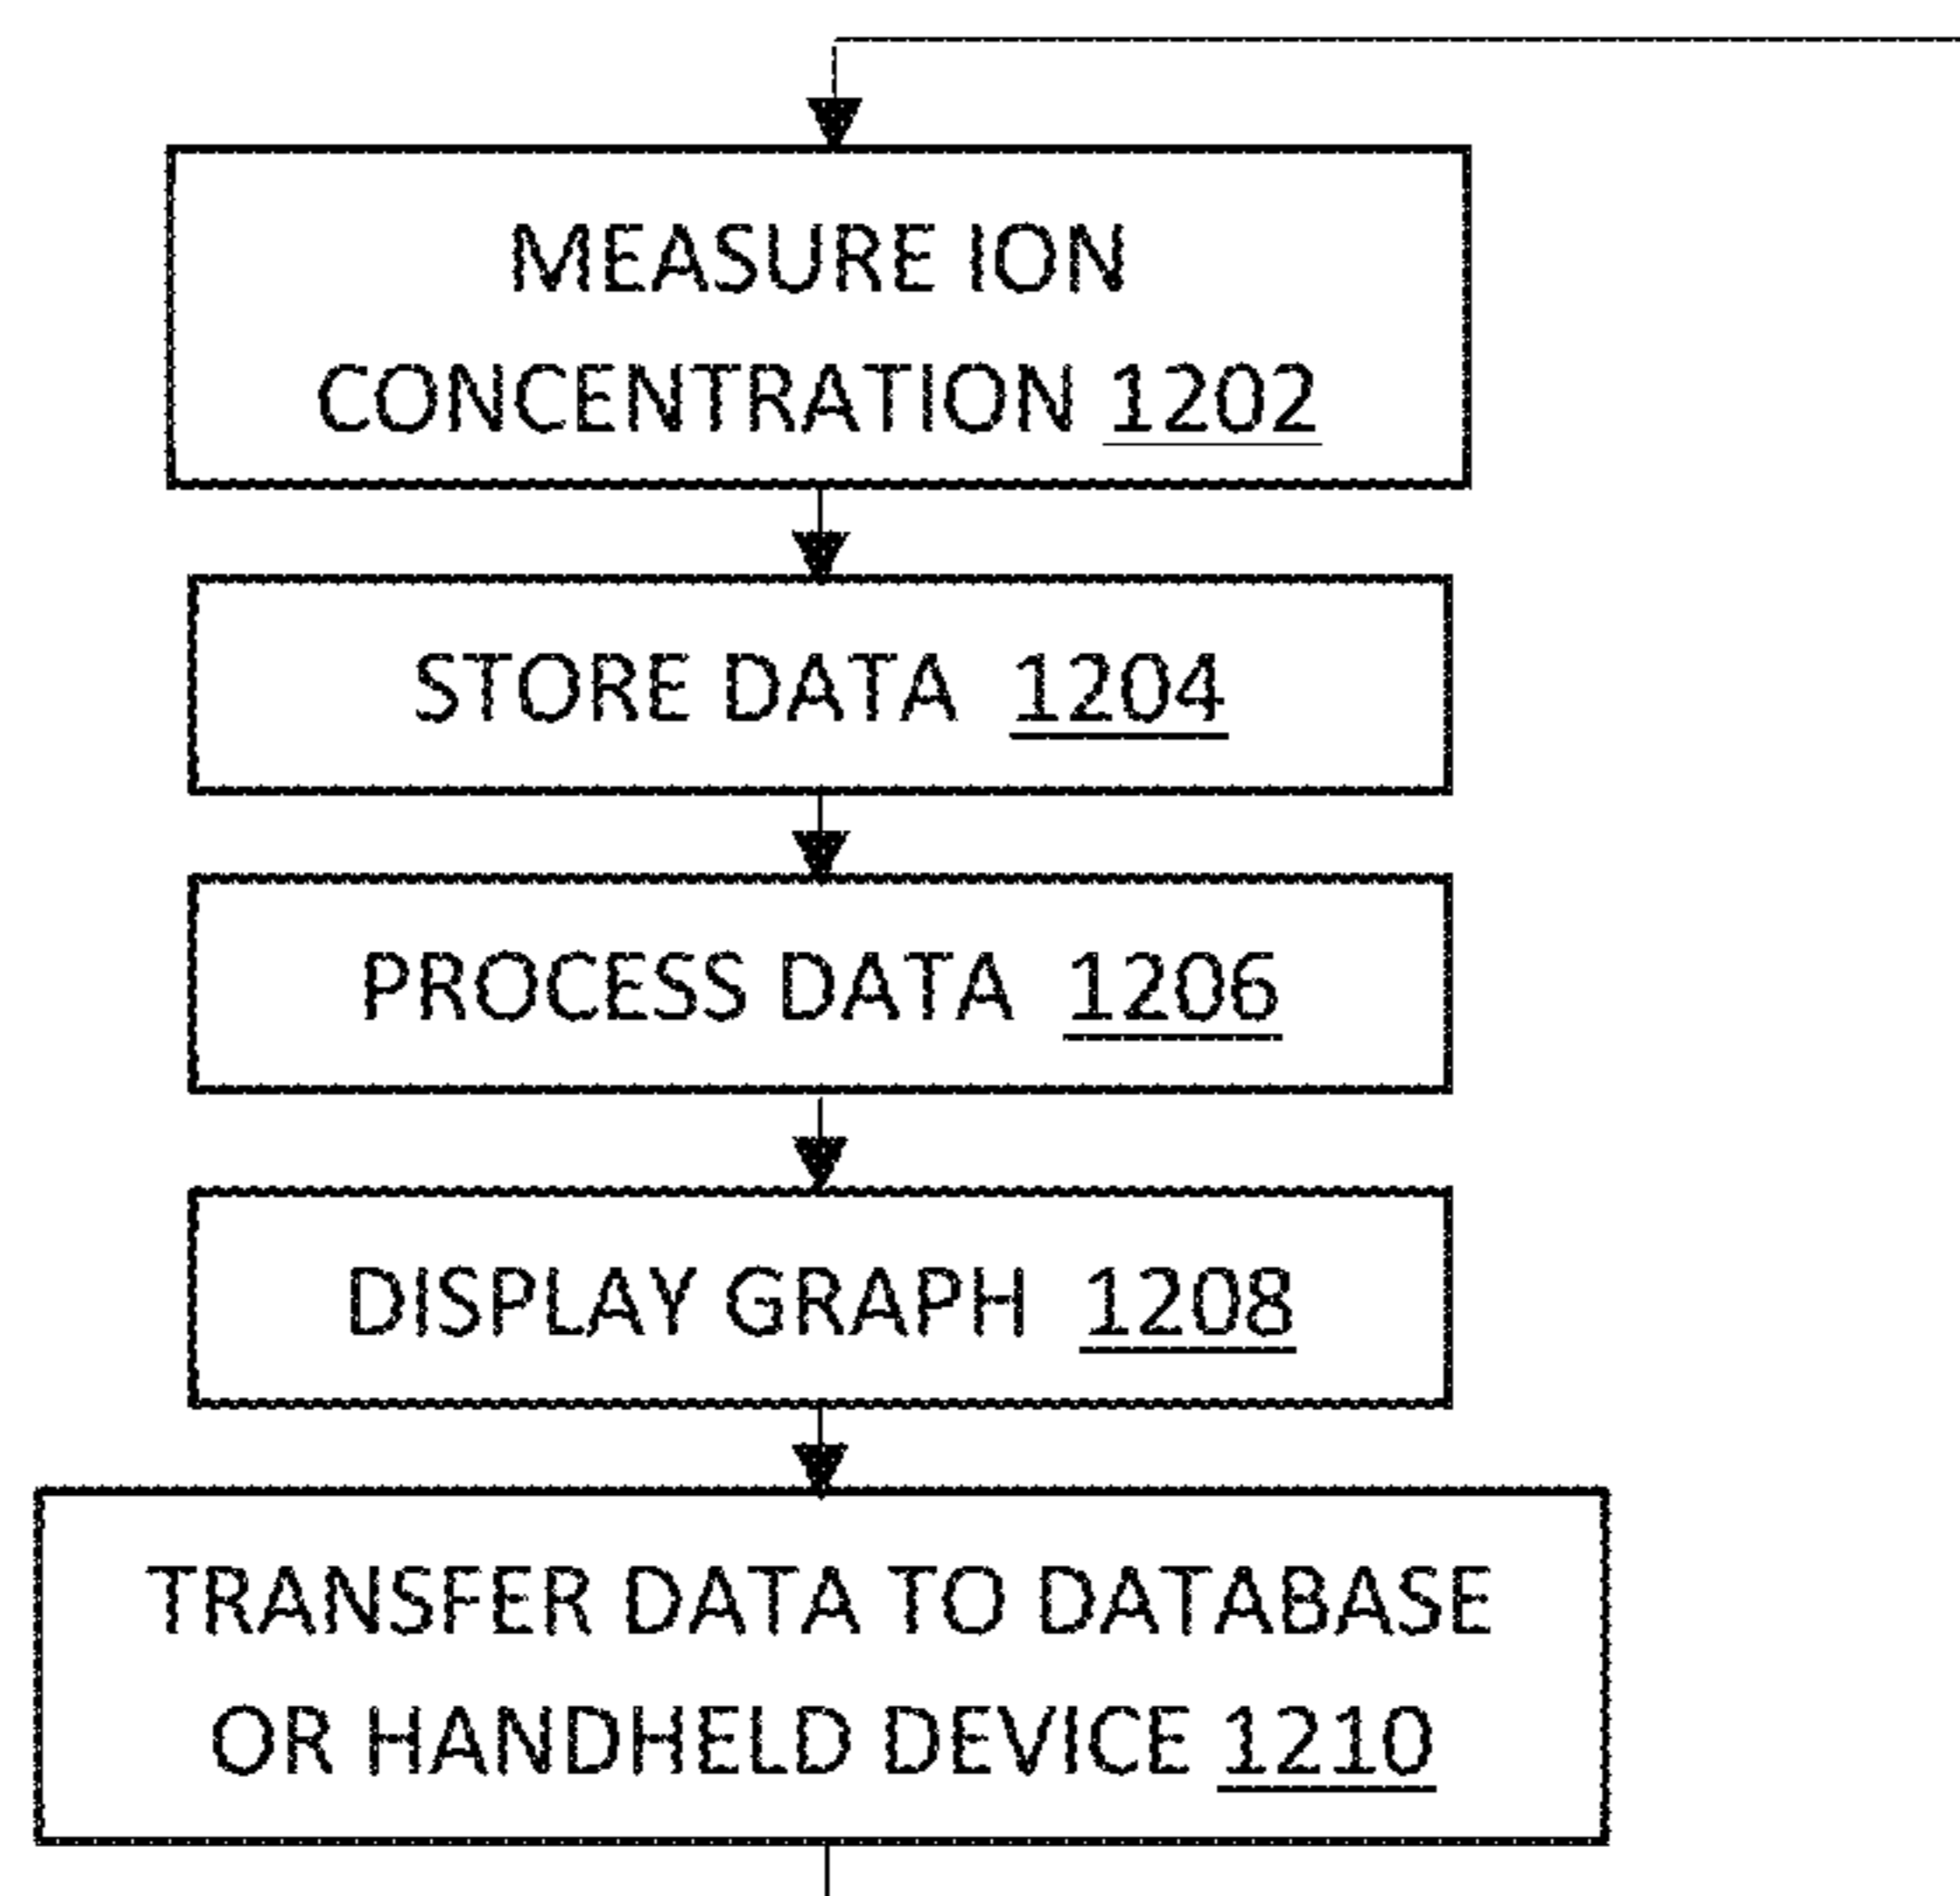 MEASURE ION
CONCENTRATION 1202
STORE DATA 1204
PROCESS DATA 1206
DISPLAY GRAPH 1208
TRANSFER DATA TO DATABASE
OR HANDHELD DEVICE 1210